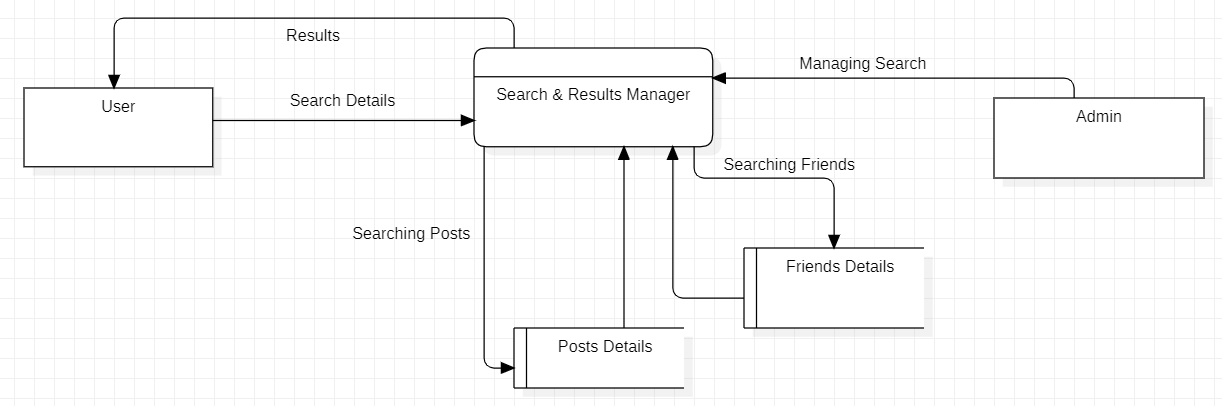 Results
Managing Search
Search & Results Manager
Search Details
User
Admin
Searching Friends
Searching Posts
Friends Details
Posts Details